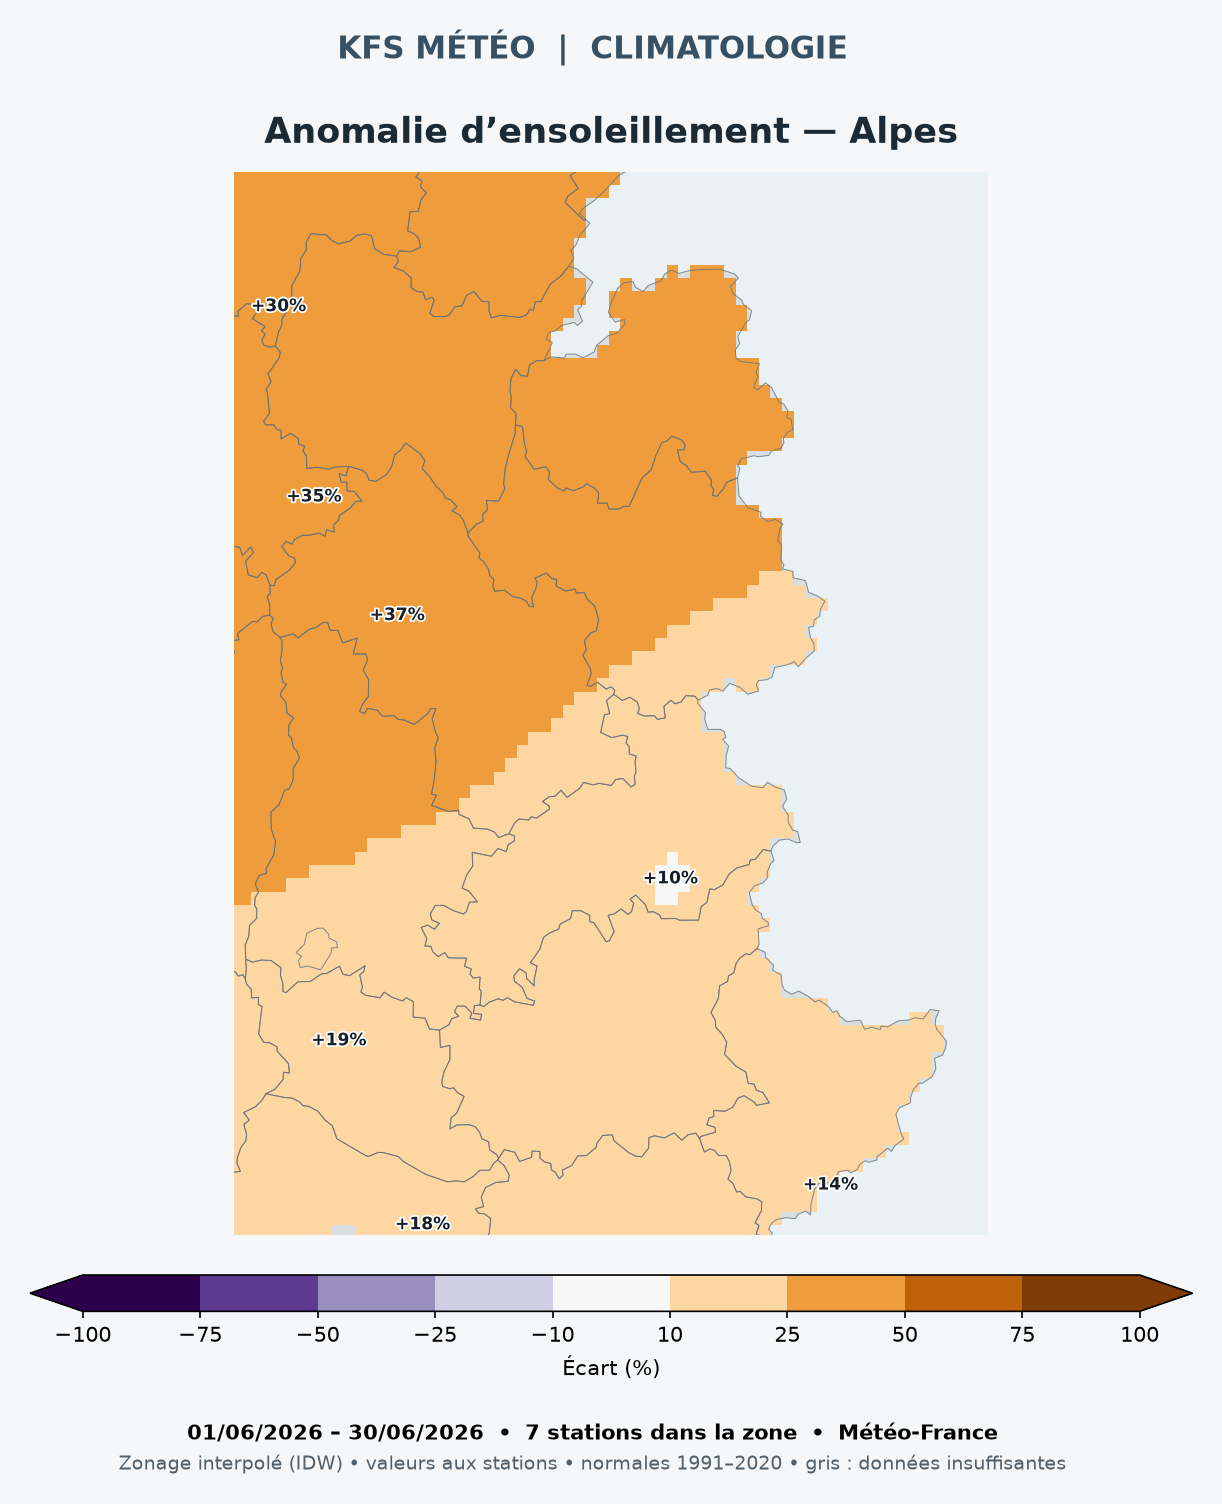 KFS MÉTÉO | CLIMATOLOGIE
Anomalie d’ensoleillement — Alpes
+30%
+35%
+37%
+10%
+19%
+14%
+18%
−100 −75 −50 −25 −10 10 25 50 75 100
Écart (%)
01/06/2026 – 30/06/2026 • 7 stations dans la zone • Météo-France
Zonage interpolé (IDW) • valeurs aux stations • normales 1991–2020 • gris : données insuffisantes